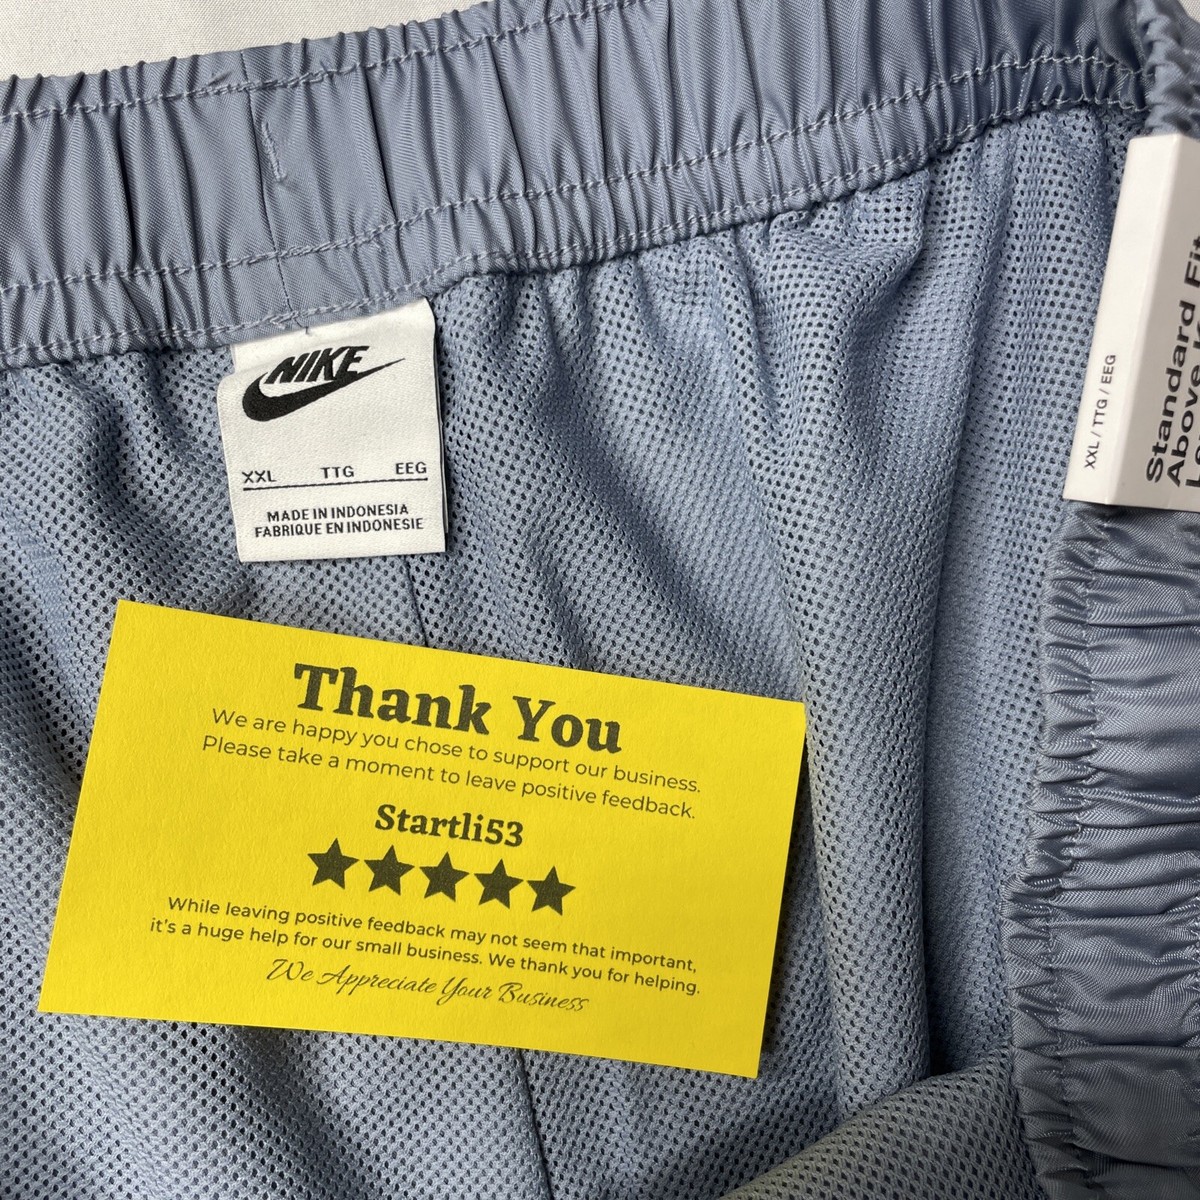 NIKE
XXL TTG EEG
MADE IN INDONESIA
FABRIQUE EN INDONESIE
XXL / TTG / EEG
Standard Fit
Above
Thank You
We are happy you chose to support our business.
Please take a moment to leave positive feedback.
Startli53
While leaving positive feedback may not seem that important,
it's a huge help for our small business. We thank you for helping.
We Appreciate Your Business